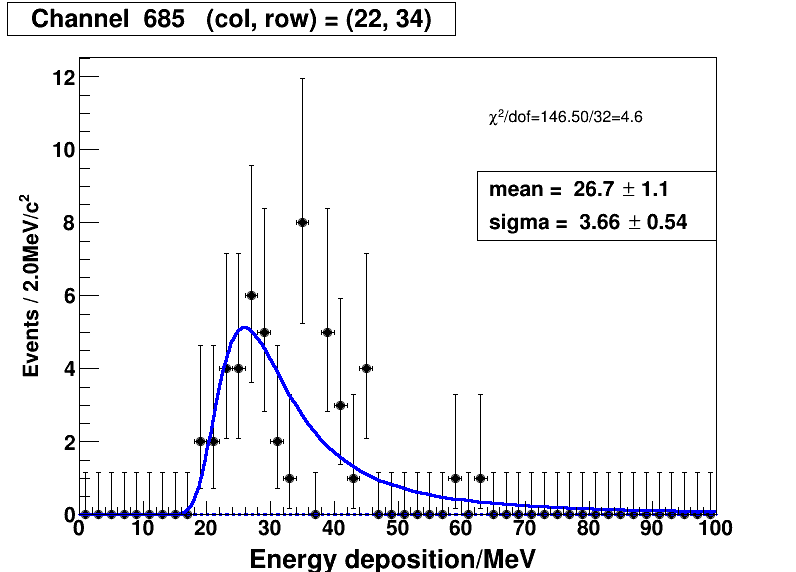 Channel 685 (col, row) = (22, 34)
χ²/dof=146.50/32=4.6
mean = 26.7 ± 1.1
sigma = 3.66 ± 0.54
Events / 2.0MeV/c²
12
10
8
6
4
2
0
0 10 20 30 40 50 60 70 80 90 100
Energy deposition/MeV